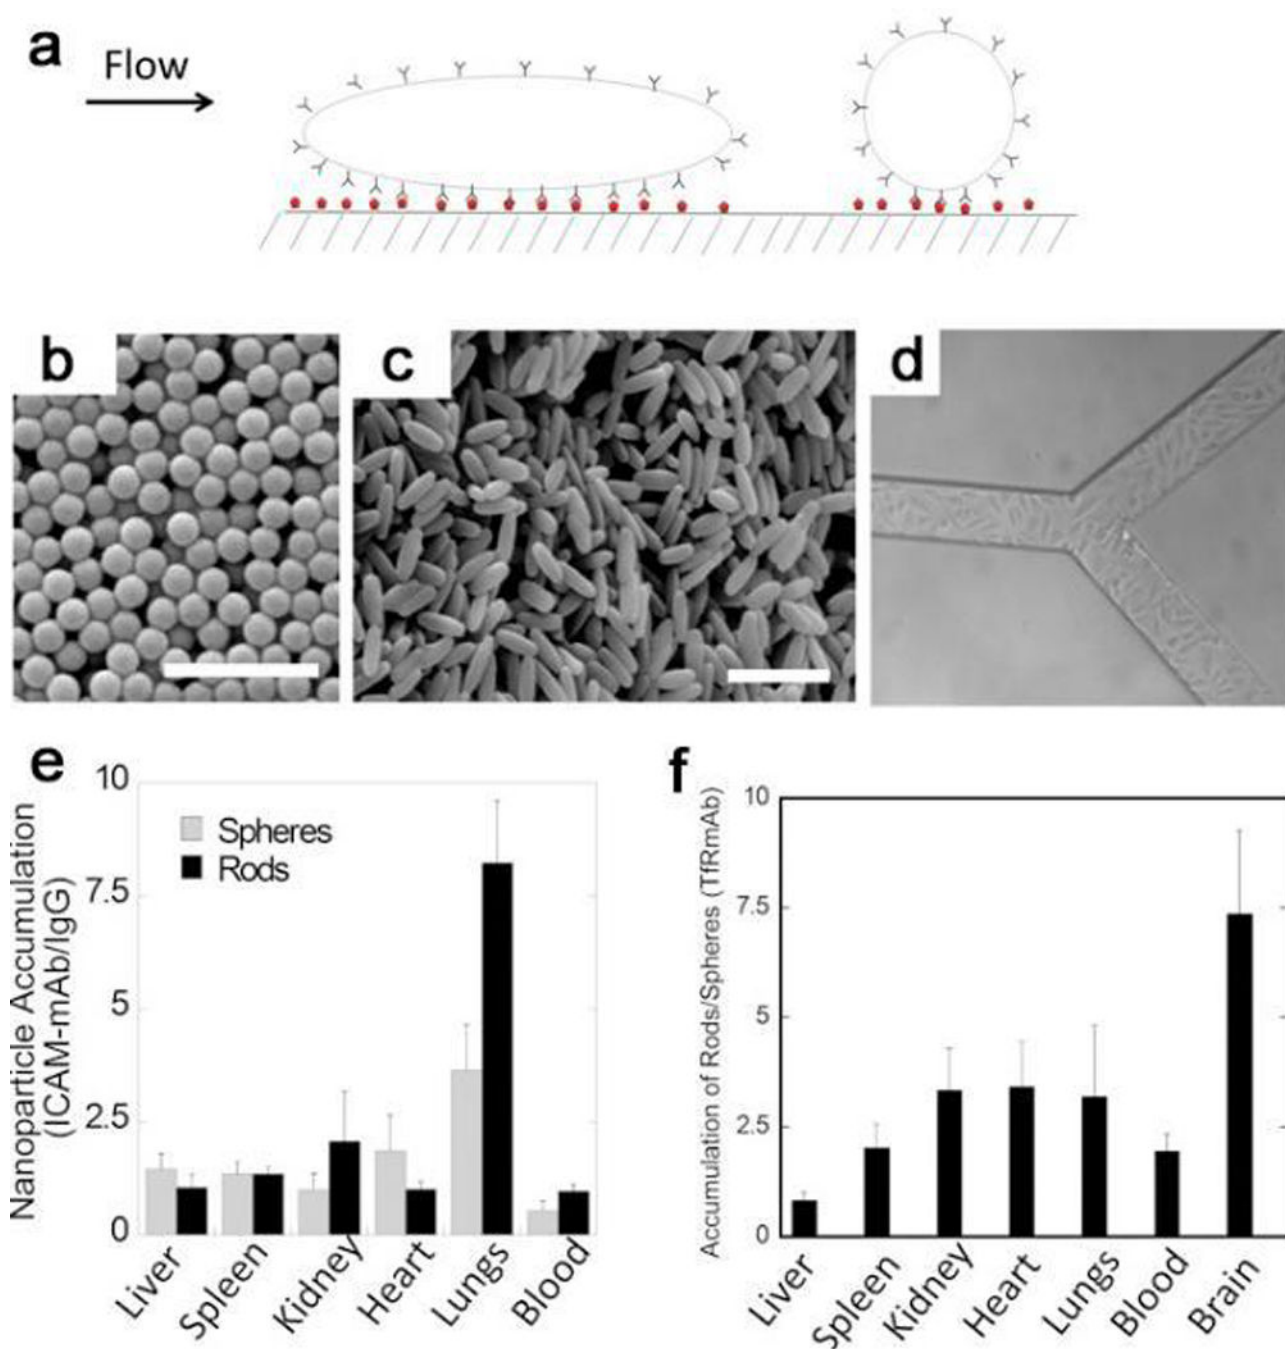 a
Flow
b
c
d
e
Nanoparticle Accumulation
(ICAM-mAb/IgG)
10
7.5
5
2.5
0
Spheres
Rods
Liver
Spleen
Kidney
Heart
Lungs
Blood
f
Accumulation of Rods/Spheres (TfRmAb)
10
7.5
5
2.5
0
Liver
Spleen
Kidney
Heart
Lungs
Blood
Brain